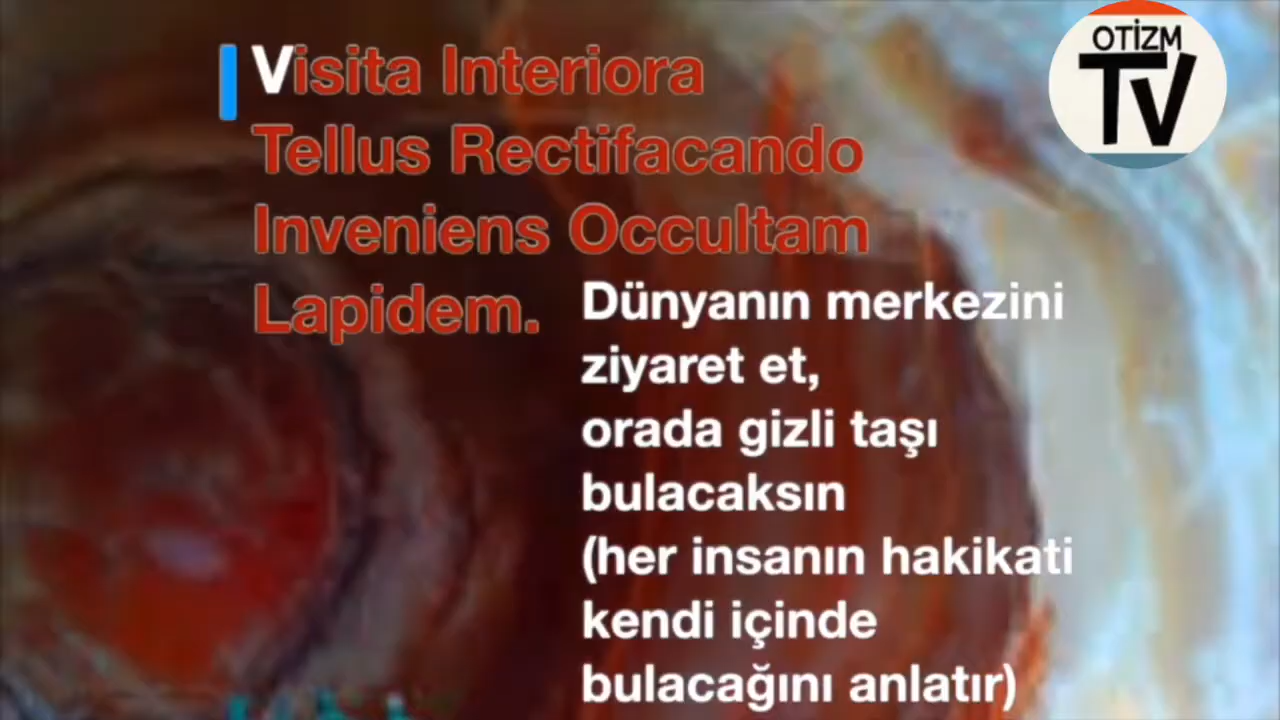 OTİZM
TV
Visita Interiora
Tellus Rectifacando
Inveniens Occultam
Lapidem.
Dünyanın merkezini
ziyaret et,
orada gizli taşı
bulacaksın
(her insanın hakikati
kendi içinde
bulacağını anlatır)